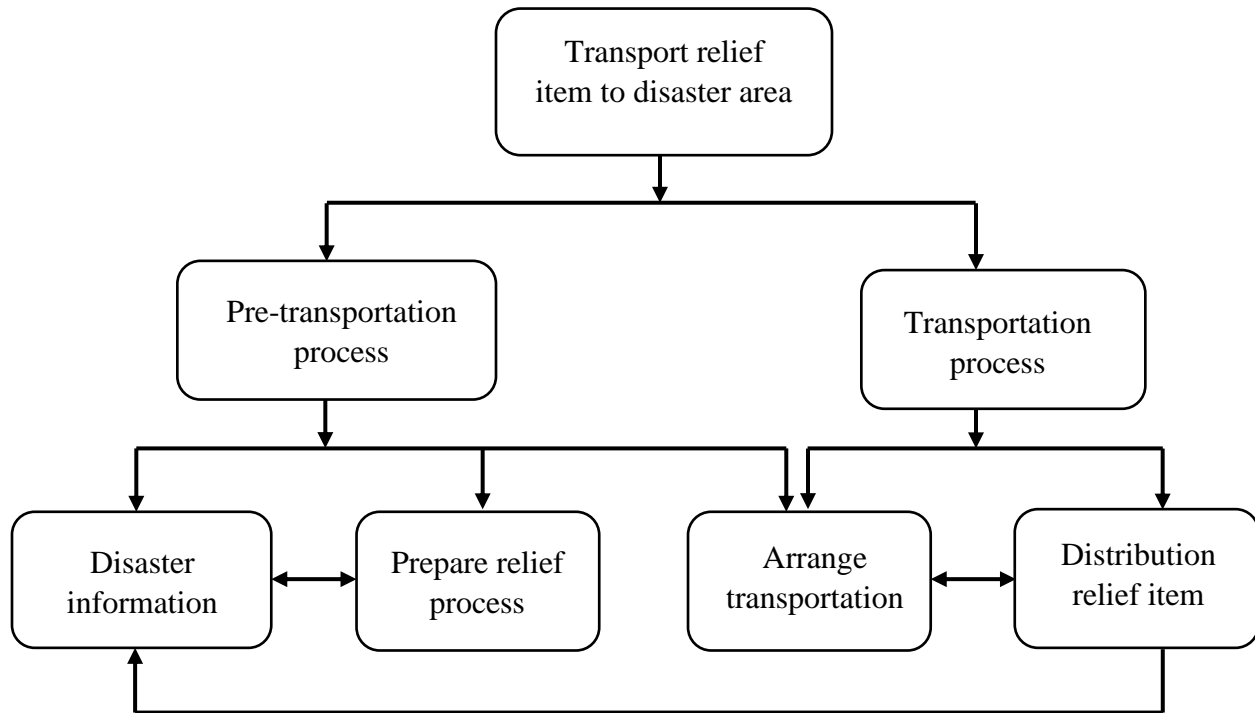 Transport relief
item to disaster area
Pre-transportation
process
Transportation
process
Disaster
information
Prepare relief
process
Arrange
transportation
Distribution
relief item